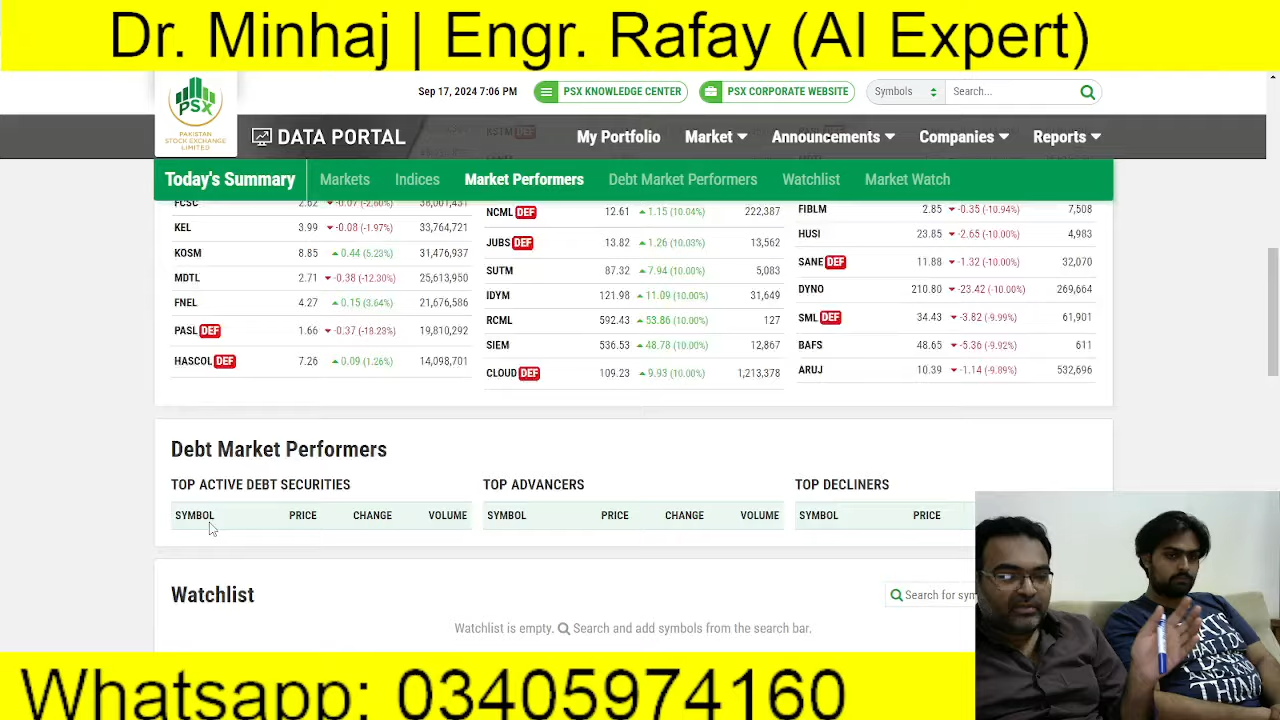 Dr. Minhaj | Engr. Rafay (AI Expert)
PSX
PAKISTAN
STOCK EXCHANGE
LIMITED
Sep 17, 2024 7:06 PM
PSX KNOWLEDGE CENTER
PSX CORPORATE WEBSITE
Symbols
Search...
DATA PORTAL
My Portfolio
Market
Announcements
Companies
Reports
Today's Summary
Markets
Indices
Market Performers
Debt Market Performers
Watchlist
Market Watch
FCSC 2.62 -0.07 (-2.60%) 38,001,431
KEL 3.99 -0.08 (-1.97%) 33,764,721
KOSM 8.85 0.44 (5.23%) 31,476,937
MDTL 2.71 -0.38 (-12.30%) 25,613,950
FNEL 4.27 0.15 (3.64%) 21,676,586
PASL DEF 1.66 -0.37 (-18.23%) 19,810,292
HASCOL DEF 7.26 0.09 (1.26%) 14,098,701
NCML DEF 12.61 1.15 (10.04%) 222,387
JUBS DEF 13.82 1.26 (10.03%) 13,562
SUTM 87.32 7.94 (10.00%) 5,083
IDYM 121.98 11.09 (10.00%) 31,649
RCML 592.43 53.86 (10.00%) 127
SIEM 536.53 48.78 (10.00%) 12,867
CLOUD DEF 109.23 9.93 (10.00%) 1,213,378
FIBLM 2.85 -0.35 (-10.94%) 7,508
HUSI 23.85 -2.65 (-10.00%) 4,983
SANE DEF 11.88 -1.32 (-10.00%) 32,070
DYNO 210.80 -23.42 (-10.00%) 269,664
SML DEF 34.43 -3.82 (-9.99%) 61,901
BAFS 48.65 -5.36 (-9.92%) 611
ARUJ 10.39 -1.14 (-9.89%) 532,696
Debt Market Performers
TOP ACTIVE DEBT SECURITIES
SYMBOL PRICE CHANGE VOLUME
TOP ADVANCERS
SYMBOL PRICE CHANGE VOLUME
TOP DECLINERS
SYMBOL PRICE
Watchlist
Search for sym
Watchlist is empty. Search and add symbols from the search bar.
Whatsapp: 03405974160